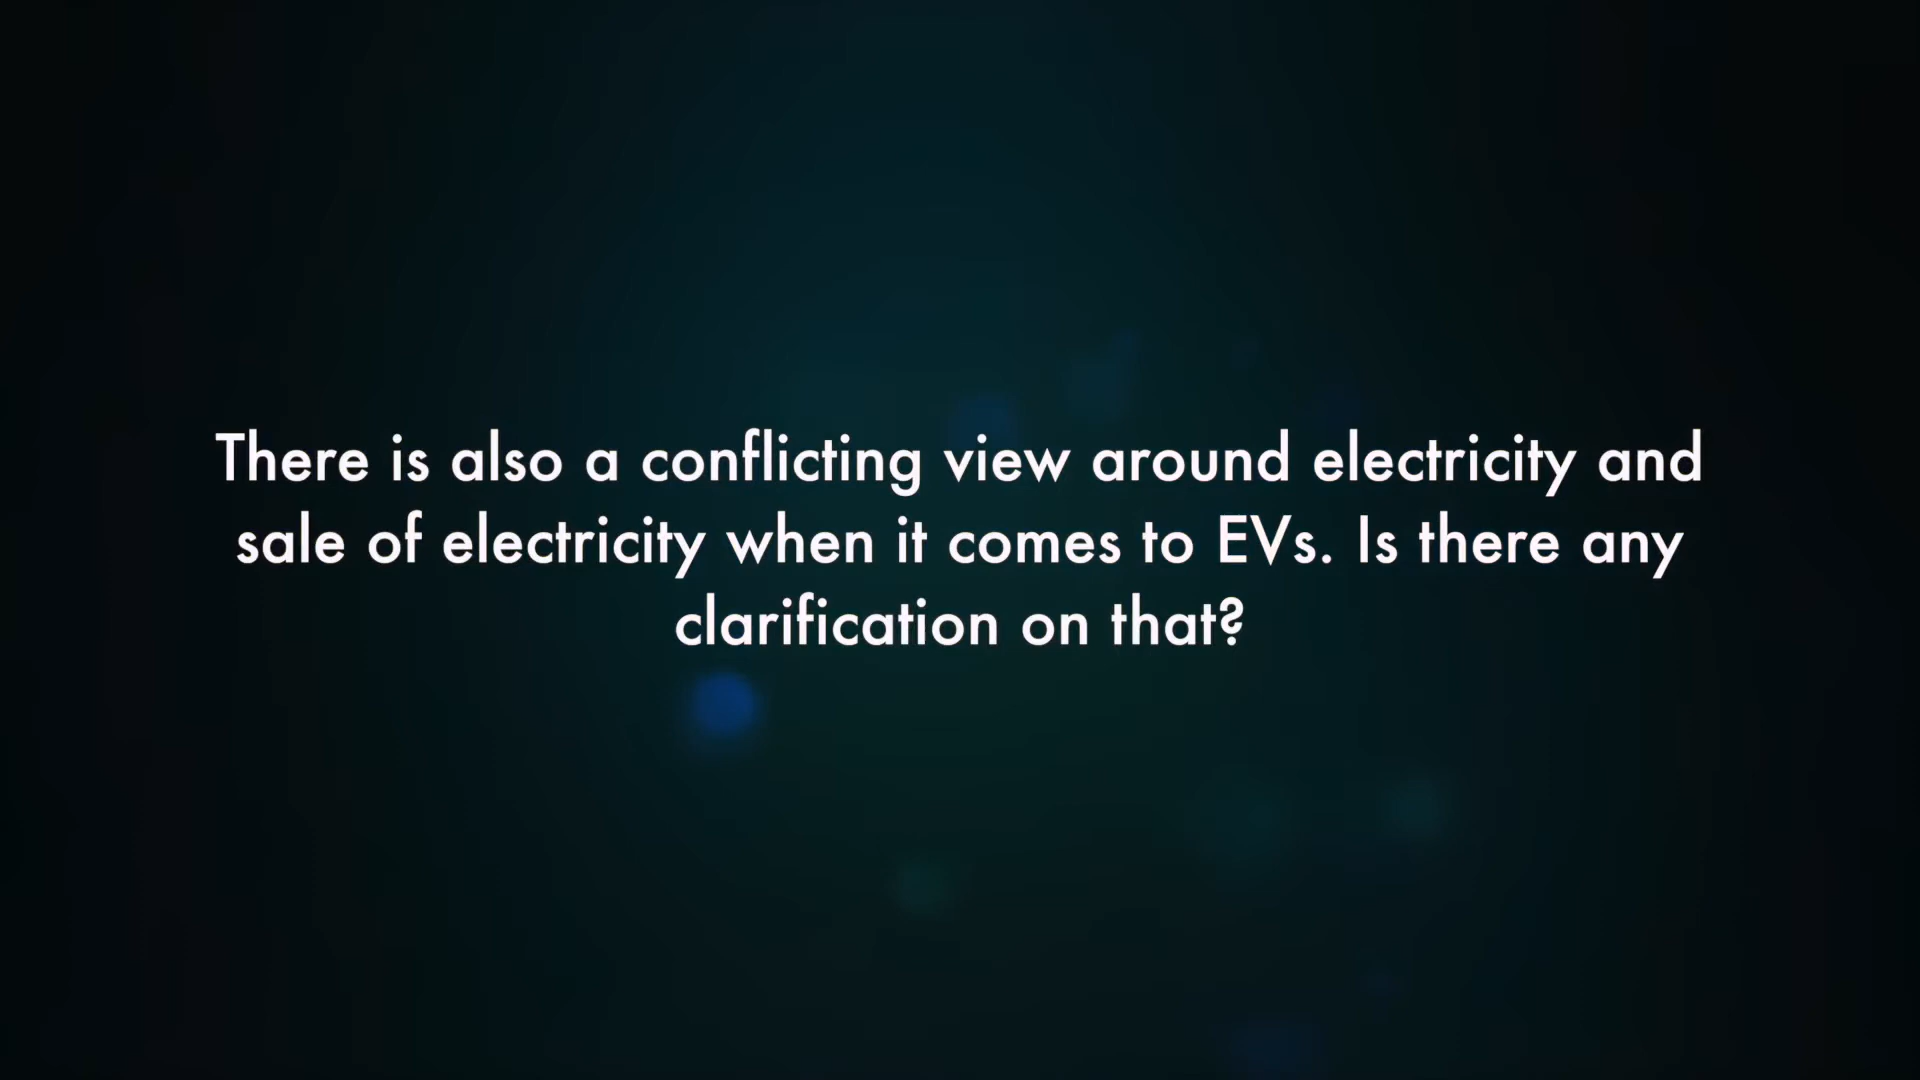 There is also a conflicting view around electricity and
sale of electricity when it comes to EVs. Is there any
clarification on that?